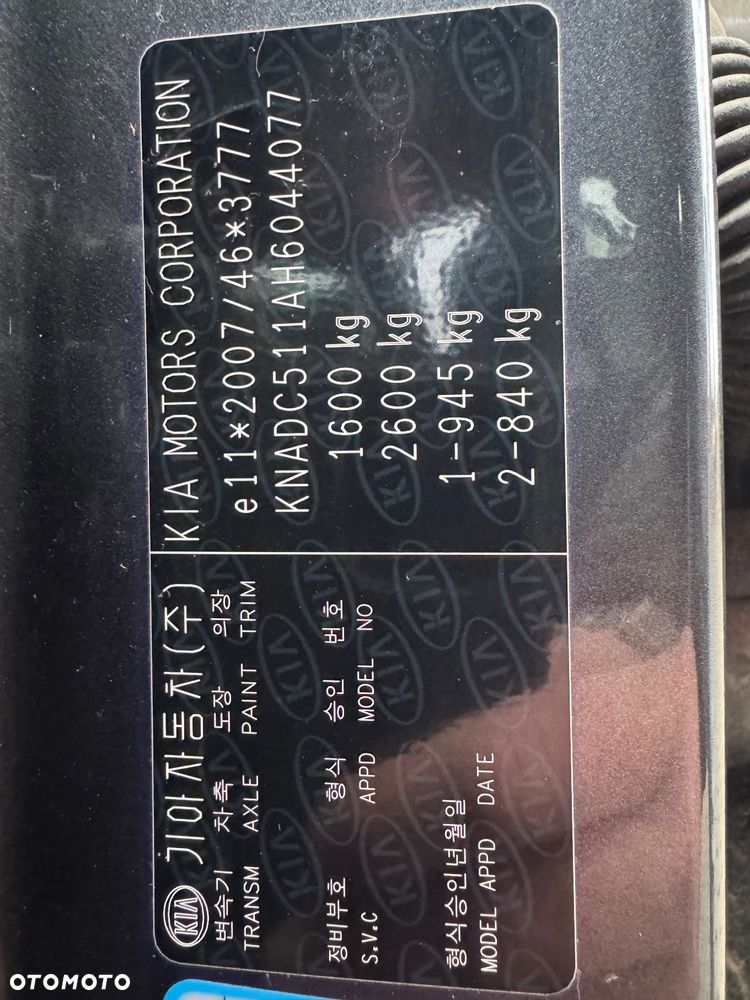 KIA 기아자동차(주) KIA MOTORS CORPORATION
변속기 차축 도장 의장
TRANSM AXLE PAINT TRIM
e11*2007/46*3777
KNADC511AH6044077
정비부호 형식 승인 번호
S.V.C APPD MODEL NO
1600 kg
2600 kg
형식승인년월일
MODEL APPD DATE
1-945 kg
2-840 kg
OTOMOTO